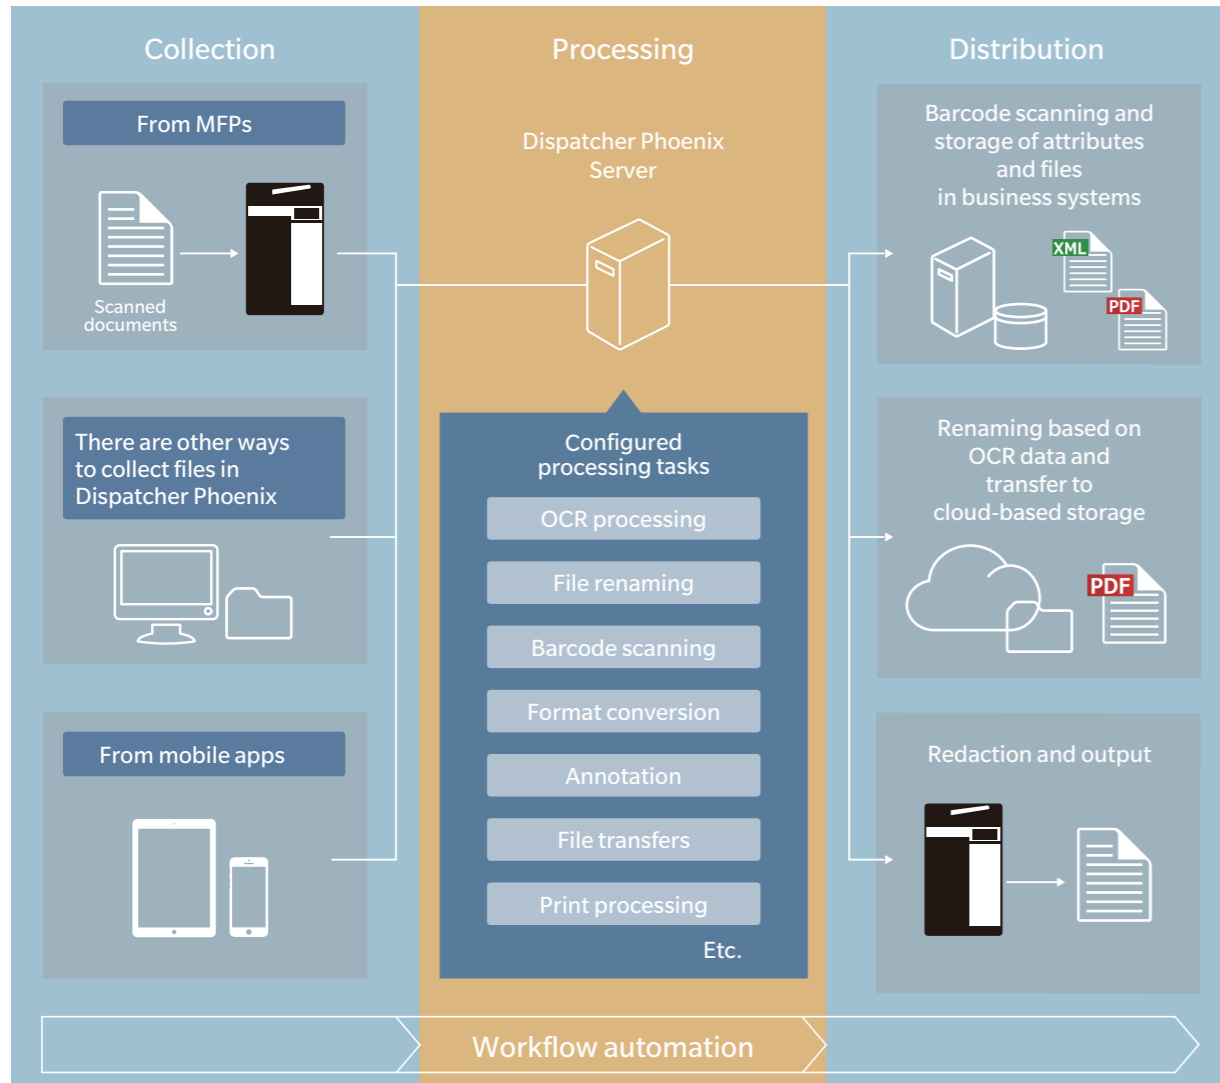 Collection
From MFPs
Scanned
documents
There are other ways
to collect files in
Dispatcher Phoenix
From mobile apps
Processing
Dispatcher Phoenix
Server
Configured
processing tasks
OCR processing
File renaming
Barcode scanning
Format conversion
Annotation
File transfers
Print processing
Etc.
Distribution
Barcode scanning and
storage of attributes
and files
in business systems
XML
PDF
Renaming based on
OCR data and
transfer to
cloud-based storage
PDF
Redaction and output
Workflow automation